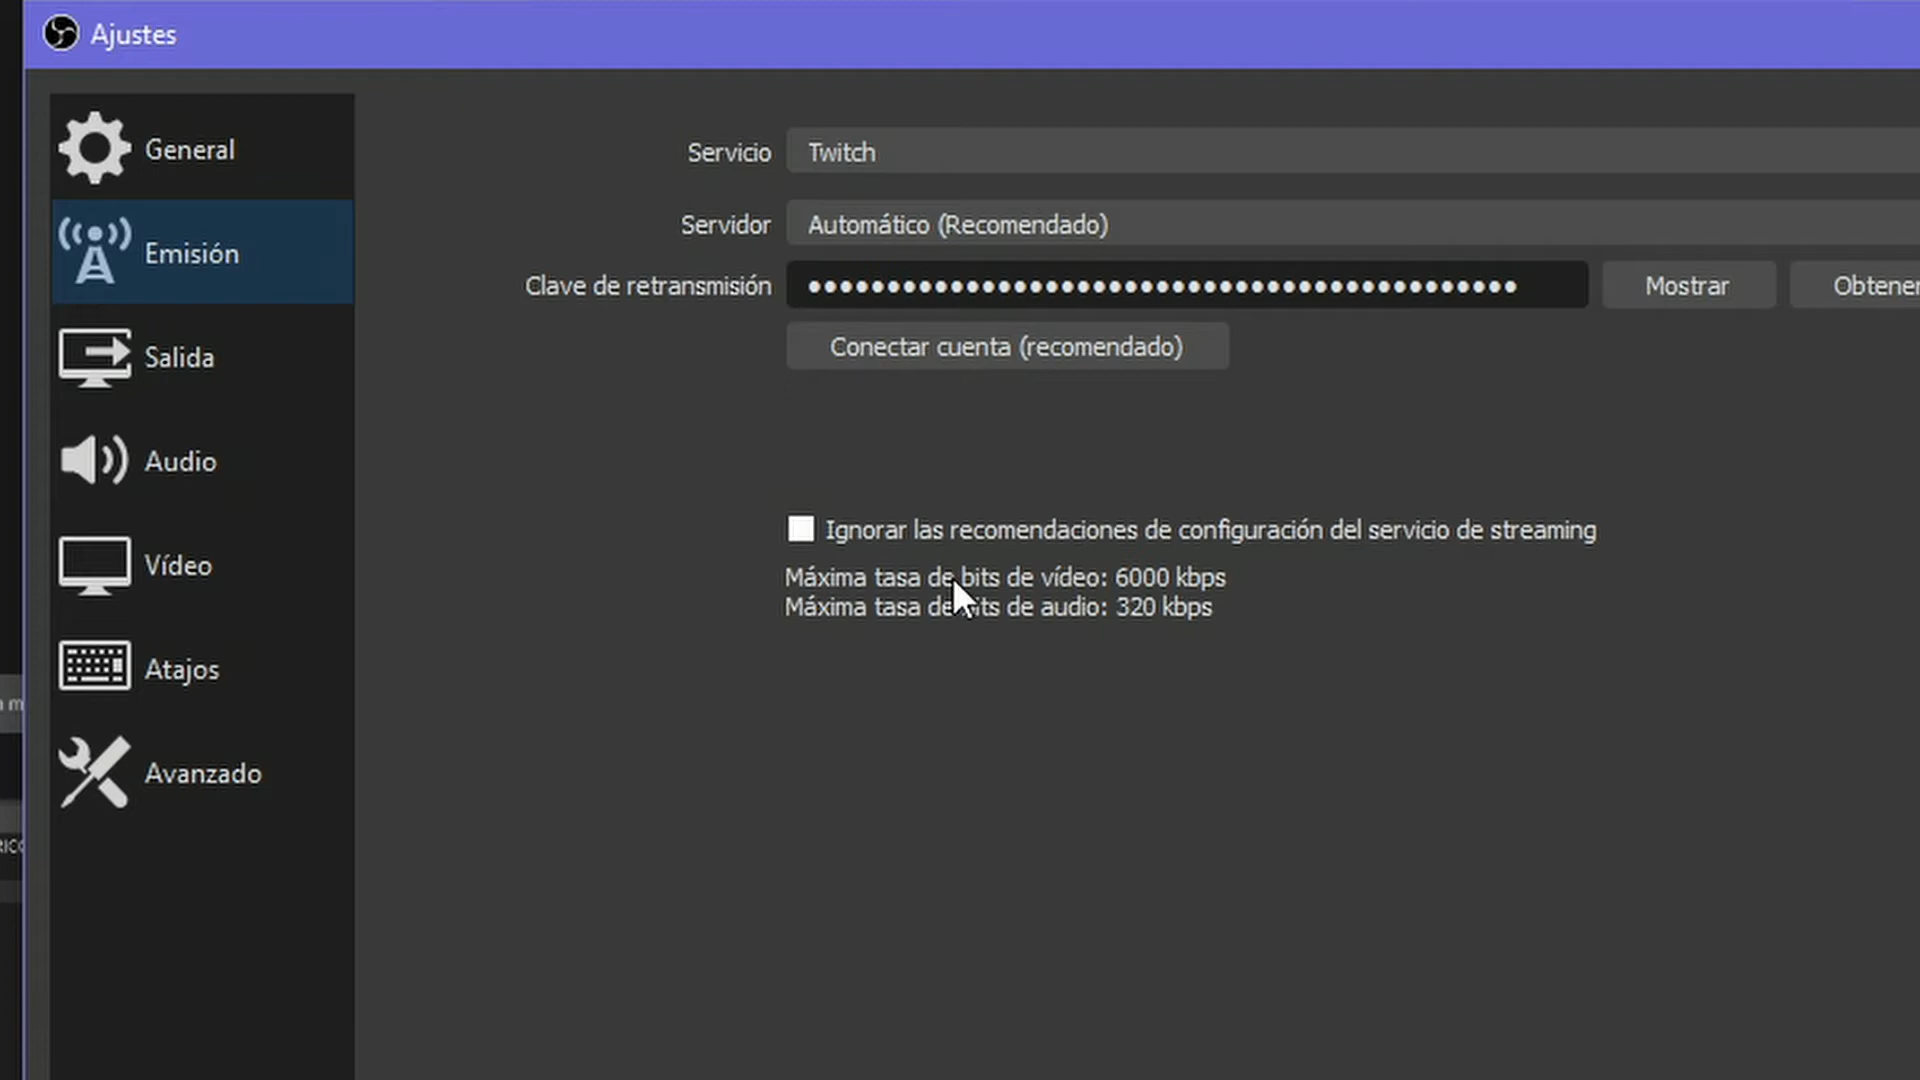 Ajustes
General
Emisión
Salida
Audio
Vídeo
Atajos
Avanzado
Servicio Twitch
Servidor Automático (Recomendado)
Clave de retransmisión ●●●●●●●●●●●●●●●●●●●●●●●●●●●●●●●●●●●●●●●●●●●●● Mostrar Obtener
Conectar cuenta (recomendado)
Ignorar las recomendaciones de configuración del servicio de streaming
Máxima tasa de bits de vídeo: 6000 kbps
Máxima tasa de bits de audio: 320 kbps